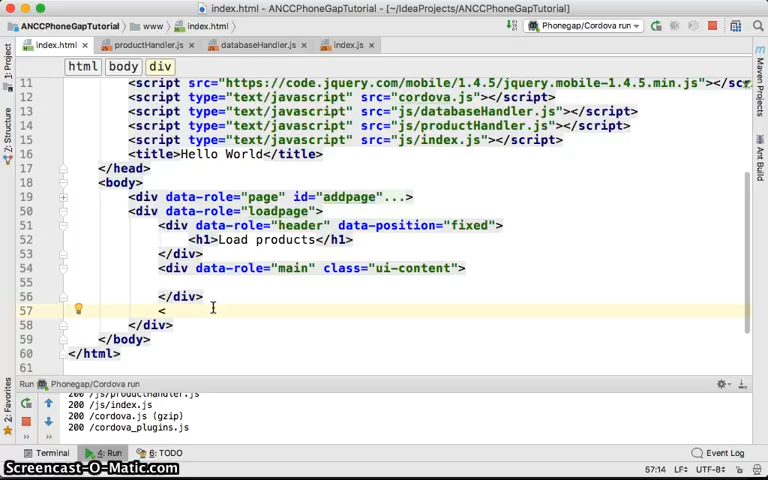 index.html - ANCCPhoneGapTutorial - [~/IdeaProjects/ANCCPhoneGapTutorial]
ANCCPhoneGapTutorial www index.html Phonegap/Cordova run
index.html productHandler.js databaseHandler.js index.js
html body div
11 <script src="https://code.jquery.com/mobile/1.4.5/jquery.mobile-1.4.5.min.js"></scr
12 <script type="text/javascript" src="cordova.js"></script>
13 <script type="text/javascript" src="js/databaseHandler.js"></script>
14 <script type="text/javascript" src="js/productHandler.js"></script>
15 <script type="text/javascript" src="js/index.js"></script>
16 <title>Hello World</title>
17 </head>
18 <body>
19 <div data-role="page" id="addpage"...>
50 <div data-role="loadpage">
51 <div data-role="header" data-position="fixed">
52 <h1>Load products</h1>
53 </div>
54 <div data-role="main" class="ui-content">
55
56 </div>
57 <
58 </div>
59 </body>
60 </html>
61
1: Project
7: Structure
2: Favorites
Maven Projects
Ant Build
Run Phonegap/Cordova run
200 /js/productHandler.js
200 /js/index.js
200 /cordova.js (gzip)
200 /cordova_plugins.js
Terminal 4: Run 6: TODO Event Log
57:14 LF UTF-8
Screencast-O-Matic.com